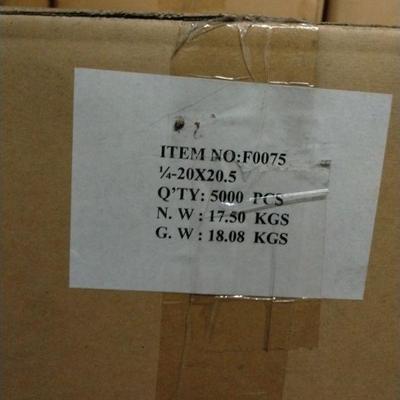 ITEM NO:F0075
¼-20X20.5
Q'TY: 5000 PCS
N. W : 17.50 KGS
G. W : 18.08 KGS